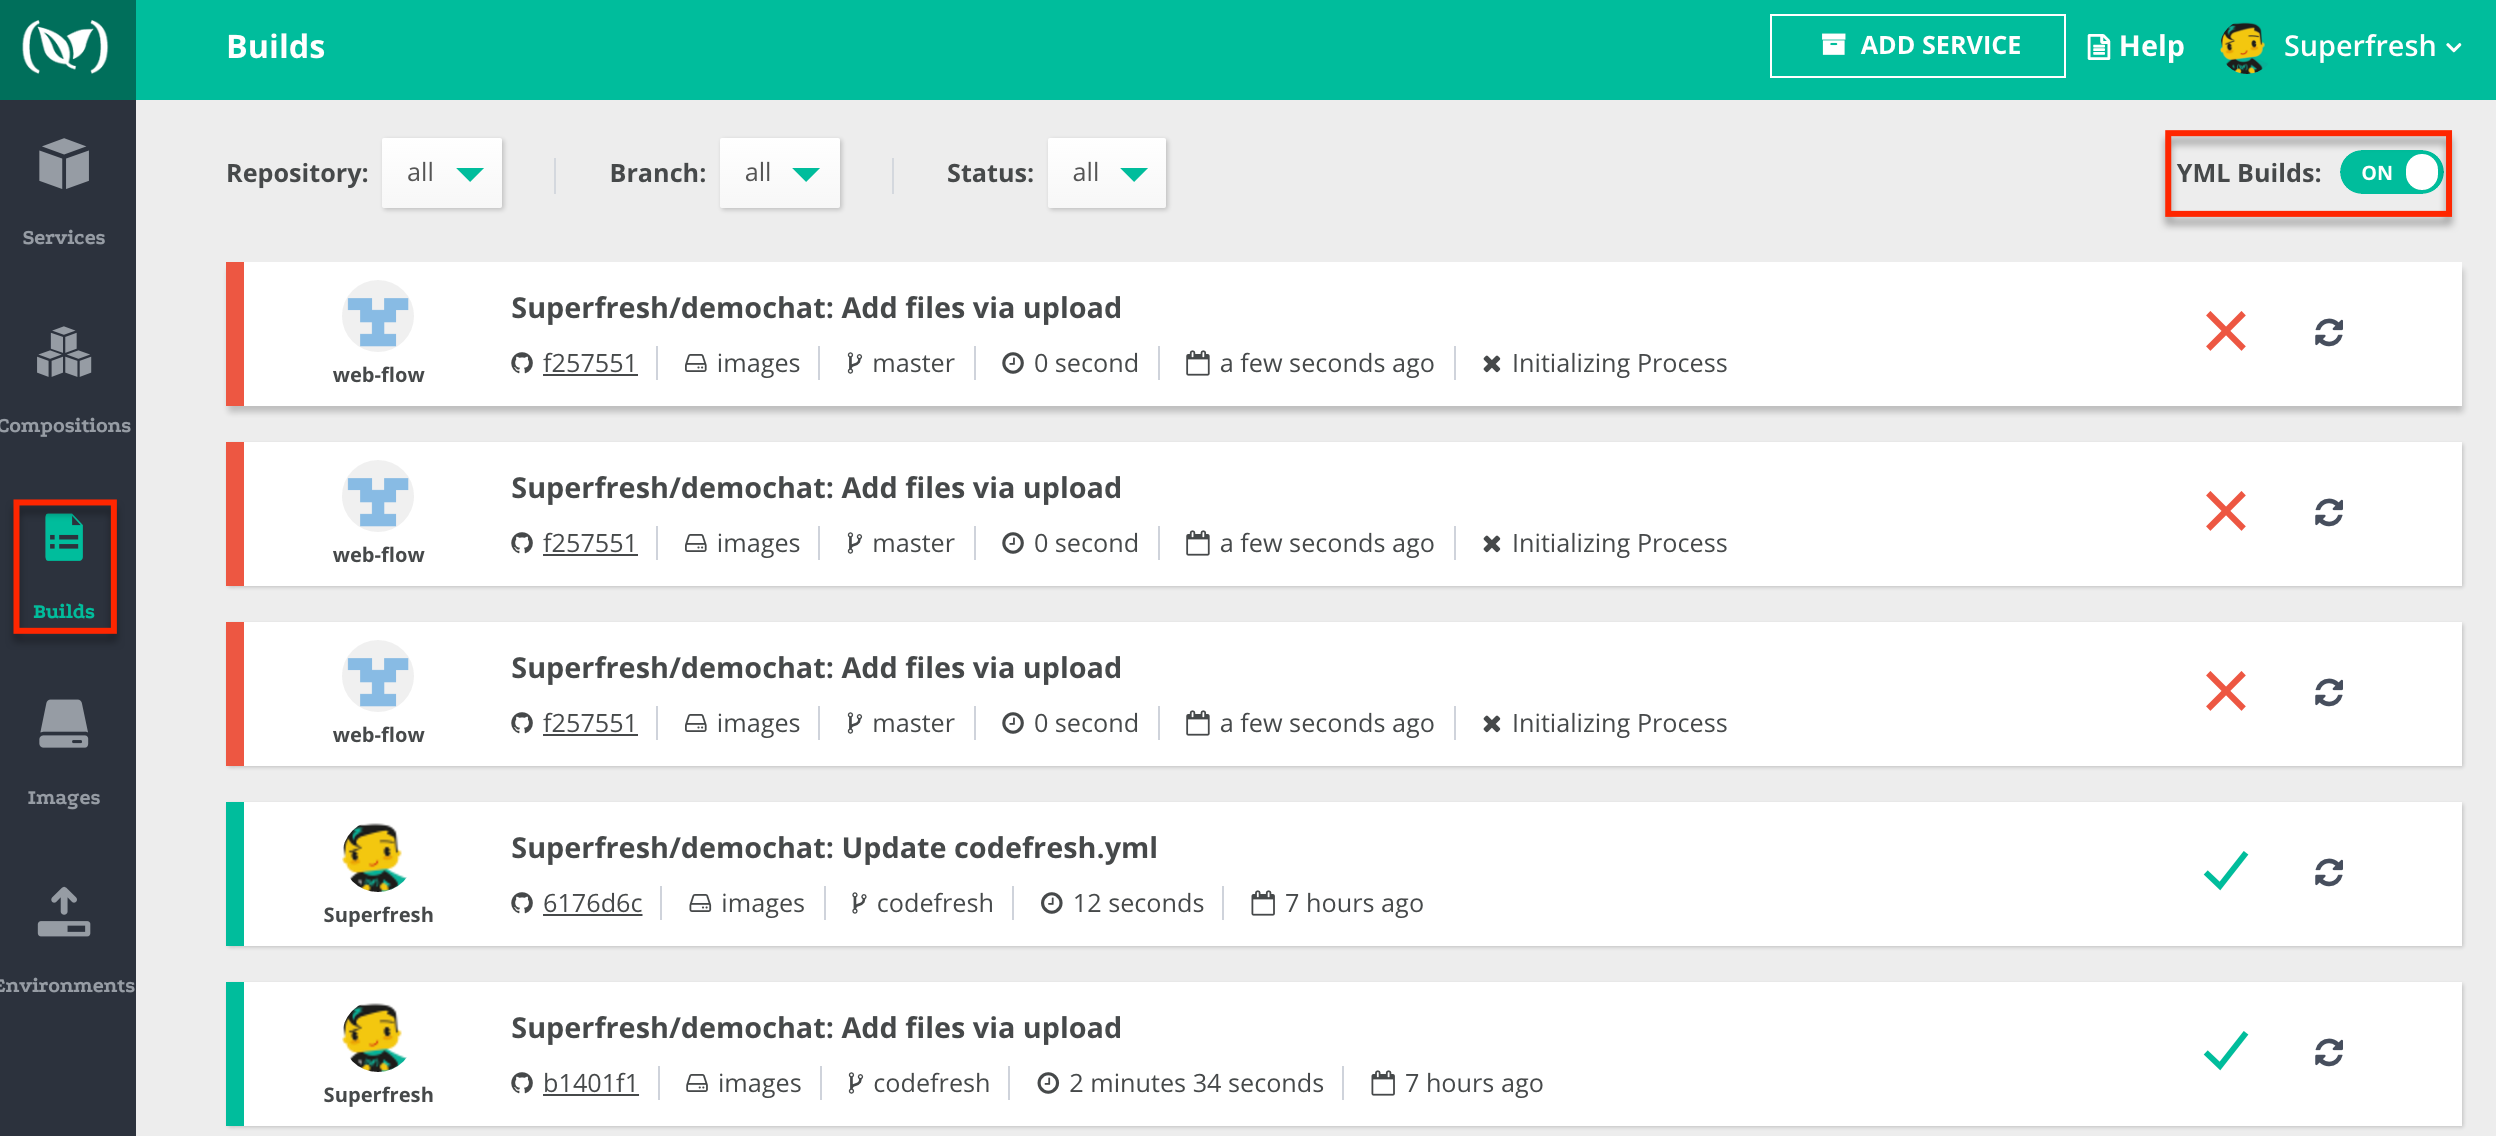 Builds
ADD SERVICE
Help
Superfresh
Services
Compositions
Builds
Images
Environments
Repository: all
Branch: all
Status: all
YML Builds: ON
web-flow
Superfresh/demochat: Add files via upload
f257551 images master 0 second a few seconds ago Initializing Process
web-flow
Superfresh/demochat: Add files via upload
f257551 images master 0 second a few seconds ago Initializing Process
web-flow
Superfresh/demochat: Add files via upload
f257551 images master 0 second a few seconds ago Initializing Process
Superfresh
Superfresh/demochat: Update codefresh.yml
6176d6c images codefresh 12 seconds 7 hours ago
Superfresh
Superfresh/demochat: Add files via upload
b1401f1 images codefresh 2 minutes 34 seconds 7 hours ago